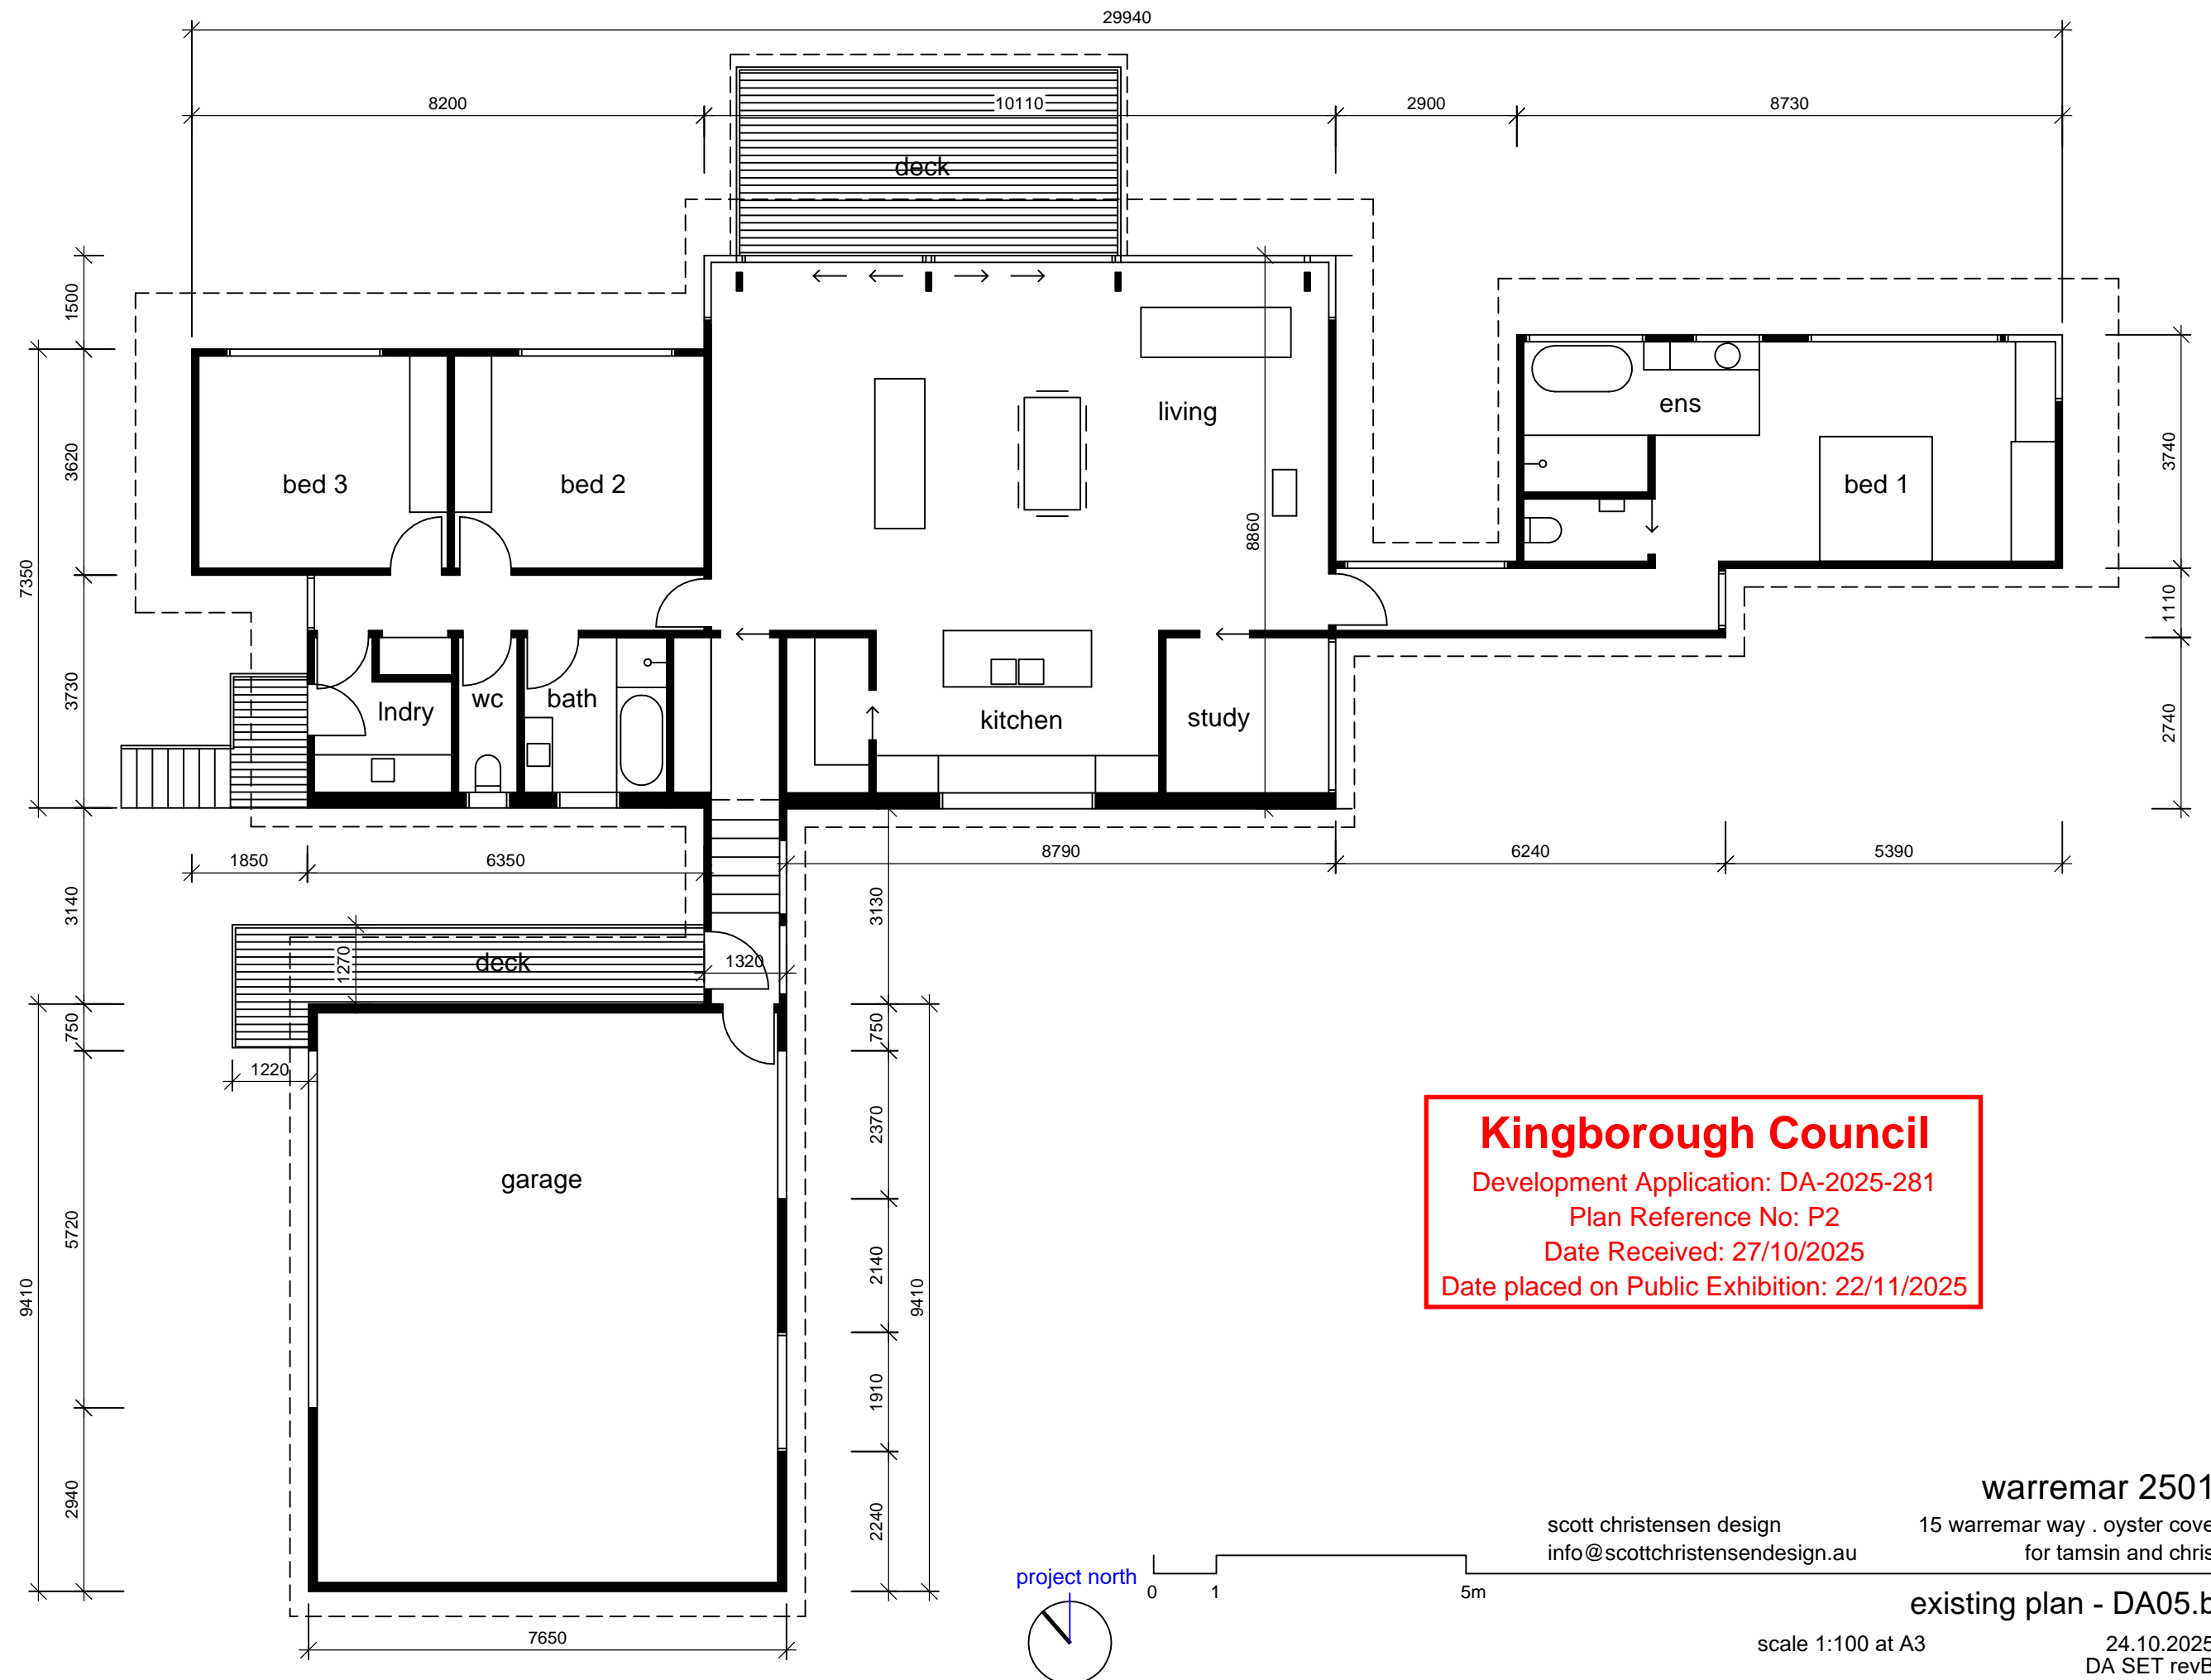 29940
8200
10110
2900
8730
deck
1500
3620
3730
7350
3140
750
5720
2940
9410
bed 3
bed 2
living
8860
ens
bed 1
3740
1110
2740
lndry
wc
bath
kitchen
study
1850
6350
8790
6240
5390
deck
1270
1320
3130
1220
750
2370
2140
1910
2240
9410
garage
7650
Kingborough Council
Development Application: DA-2025-281
Plan Reference No: P2
Date Received: 27/10/2025
Date placed on Public Exhibition: 22/11/2025
warremar 2501
scott christensen design
15 warremar way . oyster cove
info@scottchristensendesign.au
for tamsin and chris
project north
0 1 5m
existing plan - DA05.b
scale 1:100 at A3
24.10.2025
DA SET revB